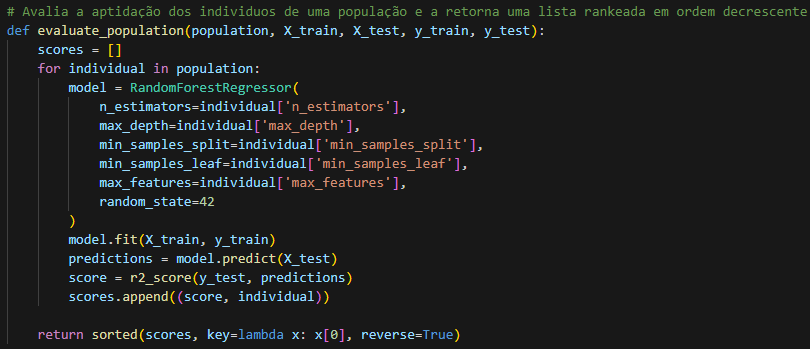 # Avalia a aptidação dos individuos de uma população e a retorna uma lista rankeada em ordem decrescente
def evaluate_population(population, X_train, X_test, y_train, y_test):
    scores = []
    for individual in population:
        model = RandomForestRegressor(
            n_estimators=individual['n_estimators'],
            max_depth=individual['max_depth'],
            min_samples_split=individual['min_samples_split'],
            min_samples_leaf=individual['min_samples_leaf'],
            max_features=individual['max_features'],
            random_state=42
        )
        model.fit(X_train, y_train)
        predictions = model.predict(X_test)
        score = r2_score(y_test, predictions)
        scores.append((score, individual))
    return sorted(scores, key=lambda x: x[0], reverse=True)